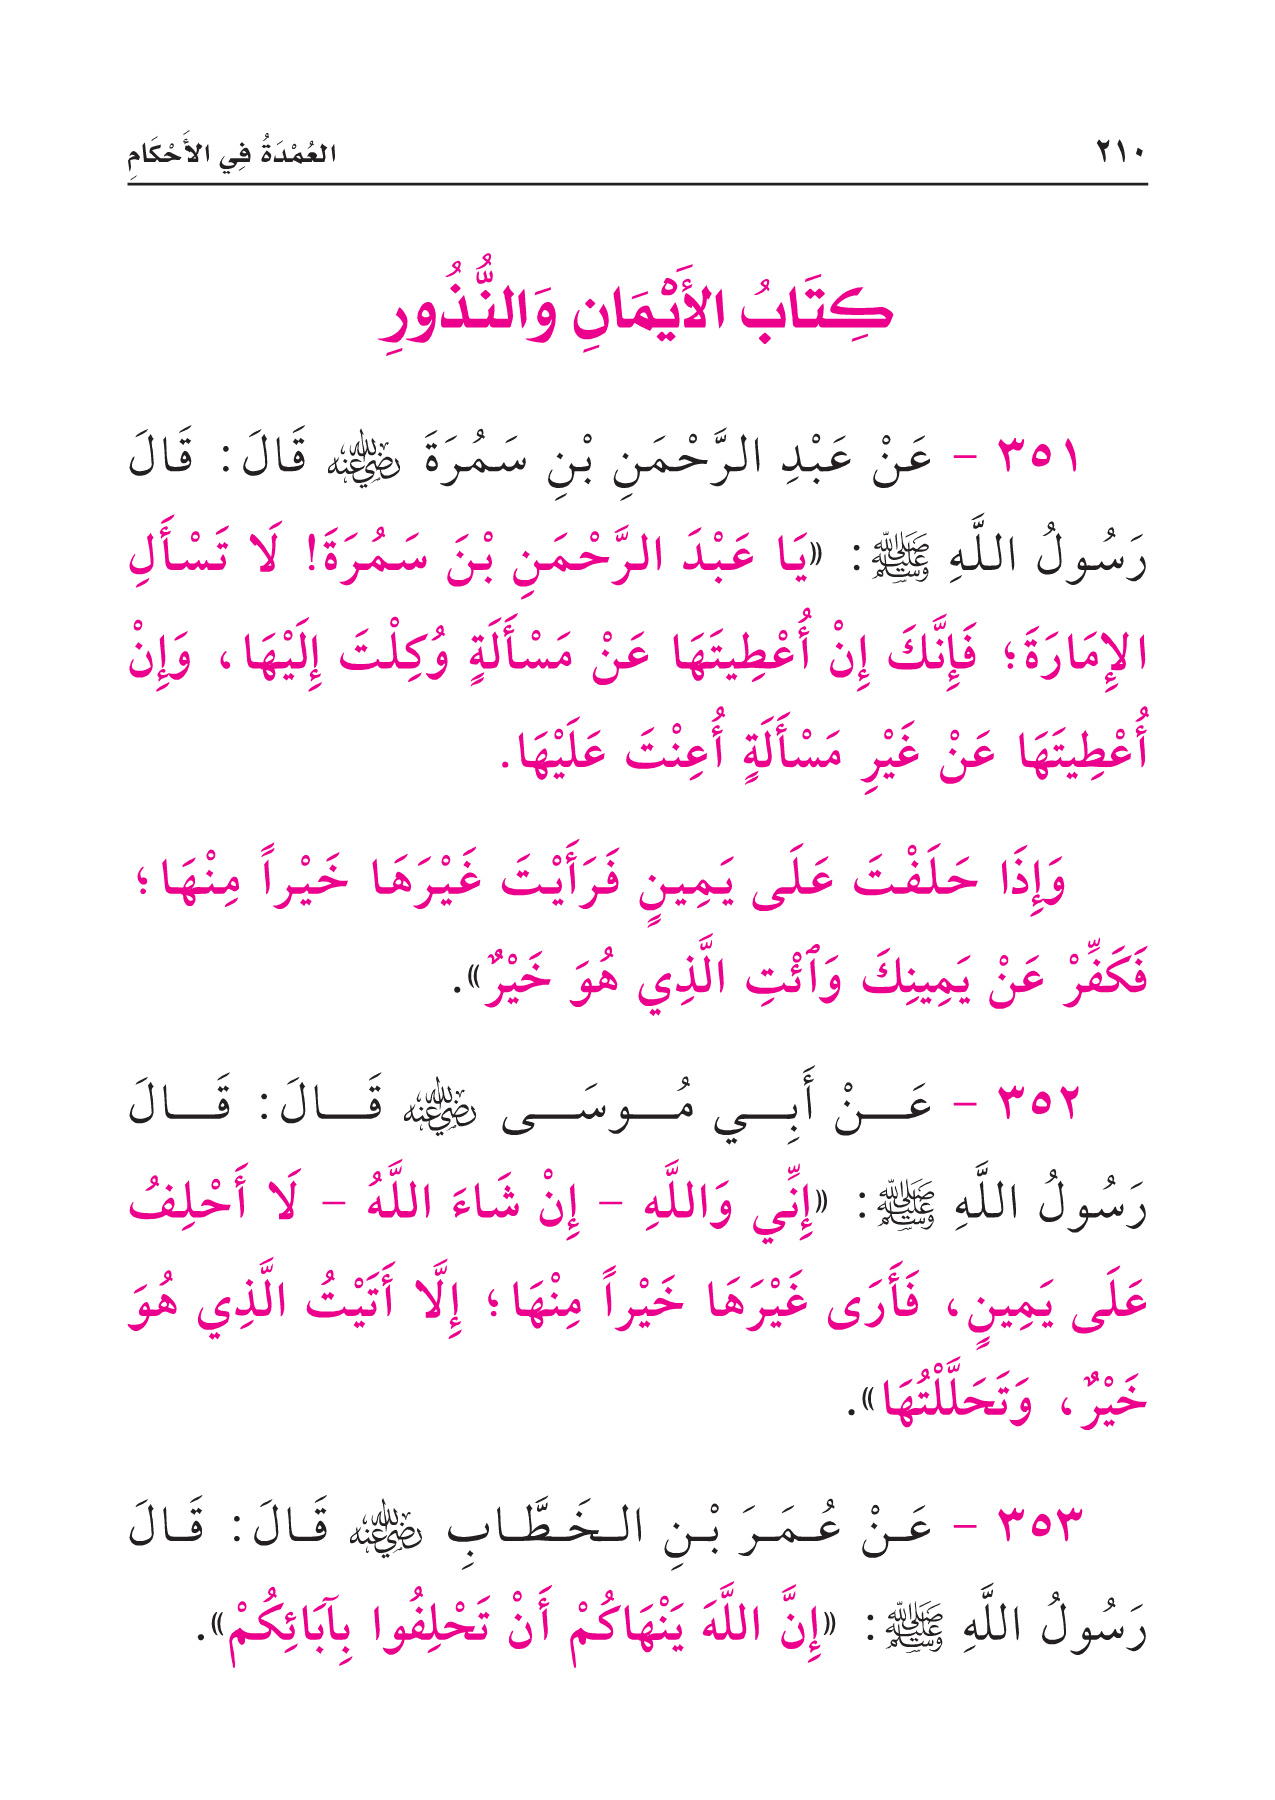 ٢١٠ العُمْدَةُ فِي الأَحْكَامِ
كِتَابُ الأَيْمَانِ وَالنُّذُورِ
٣٥١ - عَنْ عَبْدِ الرَّحْمَنِ بْنِ سَمُرَةَ رضي الله عنه قَالَ: قَالَ
رَسُولُ اللَّهِ ﷺ: «يَا عَبْدَ الرَّحْمَنِ بْنَ سَمُرَةَ! لَا تَسْأَلِ
الإِمَارَةَ؛ فَإِنَّكَ إِنْ أُعْطِيتَهَا عَنْ مَسْأَلَةٍ وُكِلْتَ إِلَيْهَا، وَإِنْ
أُعْطِيتَهَا عَنْ غَيْرِ مَسْأَلَةٍ أُعِنْتَ عَلَيْهَا.
وَإِذَا حَلَفْتَ عَلَى يَمِينٍ فَرَأَيْتَ غَيْرَهَا خَيْراً مِنْهَا؛
فَكَفِّرْ عَنْ يَمِينِكَ وَٱئْتِ الَّذِي هُوَ خَيْرٌ».
٣٥٢ - عَنْ أَبِي مُوسَى رضي الله عنه قَالَ: قَالَ
رَسُولُ اللَّهِ ﷺ: «إِنِّي وَاللَّهِ - إِنْ شَاءَ اللَّهُ - لَا أَحْلِفُ
عَلَى يَمِينٍ، فَأَرَى غَيْرَهَا خَيْراً مِنْهَا؛ إِلَّا أَتَيْتُ الَّذِي هُوَ
خَيْرٌ، وَتَحَلَّلْتُهَا».
٣٥٣ - عَنْ عُمَرَ بْنِ الخَطَّابِ رضي الله عنه قَالَ: قَالَ
رَسُولُ اللَّهِ ﷺ: «إِنَّ اللَّهَ يَنْهَاكُمْ أَنْ تَحْلِفُوا بِآبَائِكُمْ».